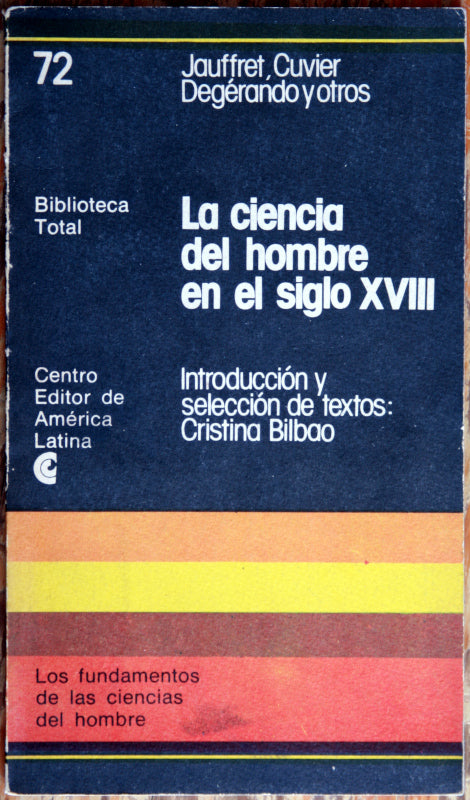 72
Jauffret, Cuvier
Degérando y otros
Biblioteca
Total
La ciencia
del hombre
en el siglo XVIII
Centro
Editor de
América
Latina
Introducción y
selección de textos:
Cristina Bilbao
Los fundamentos
de las ciencias
del hombre